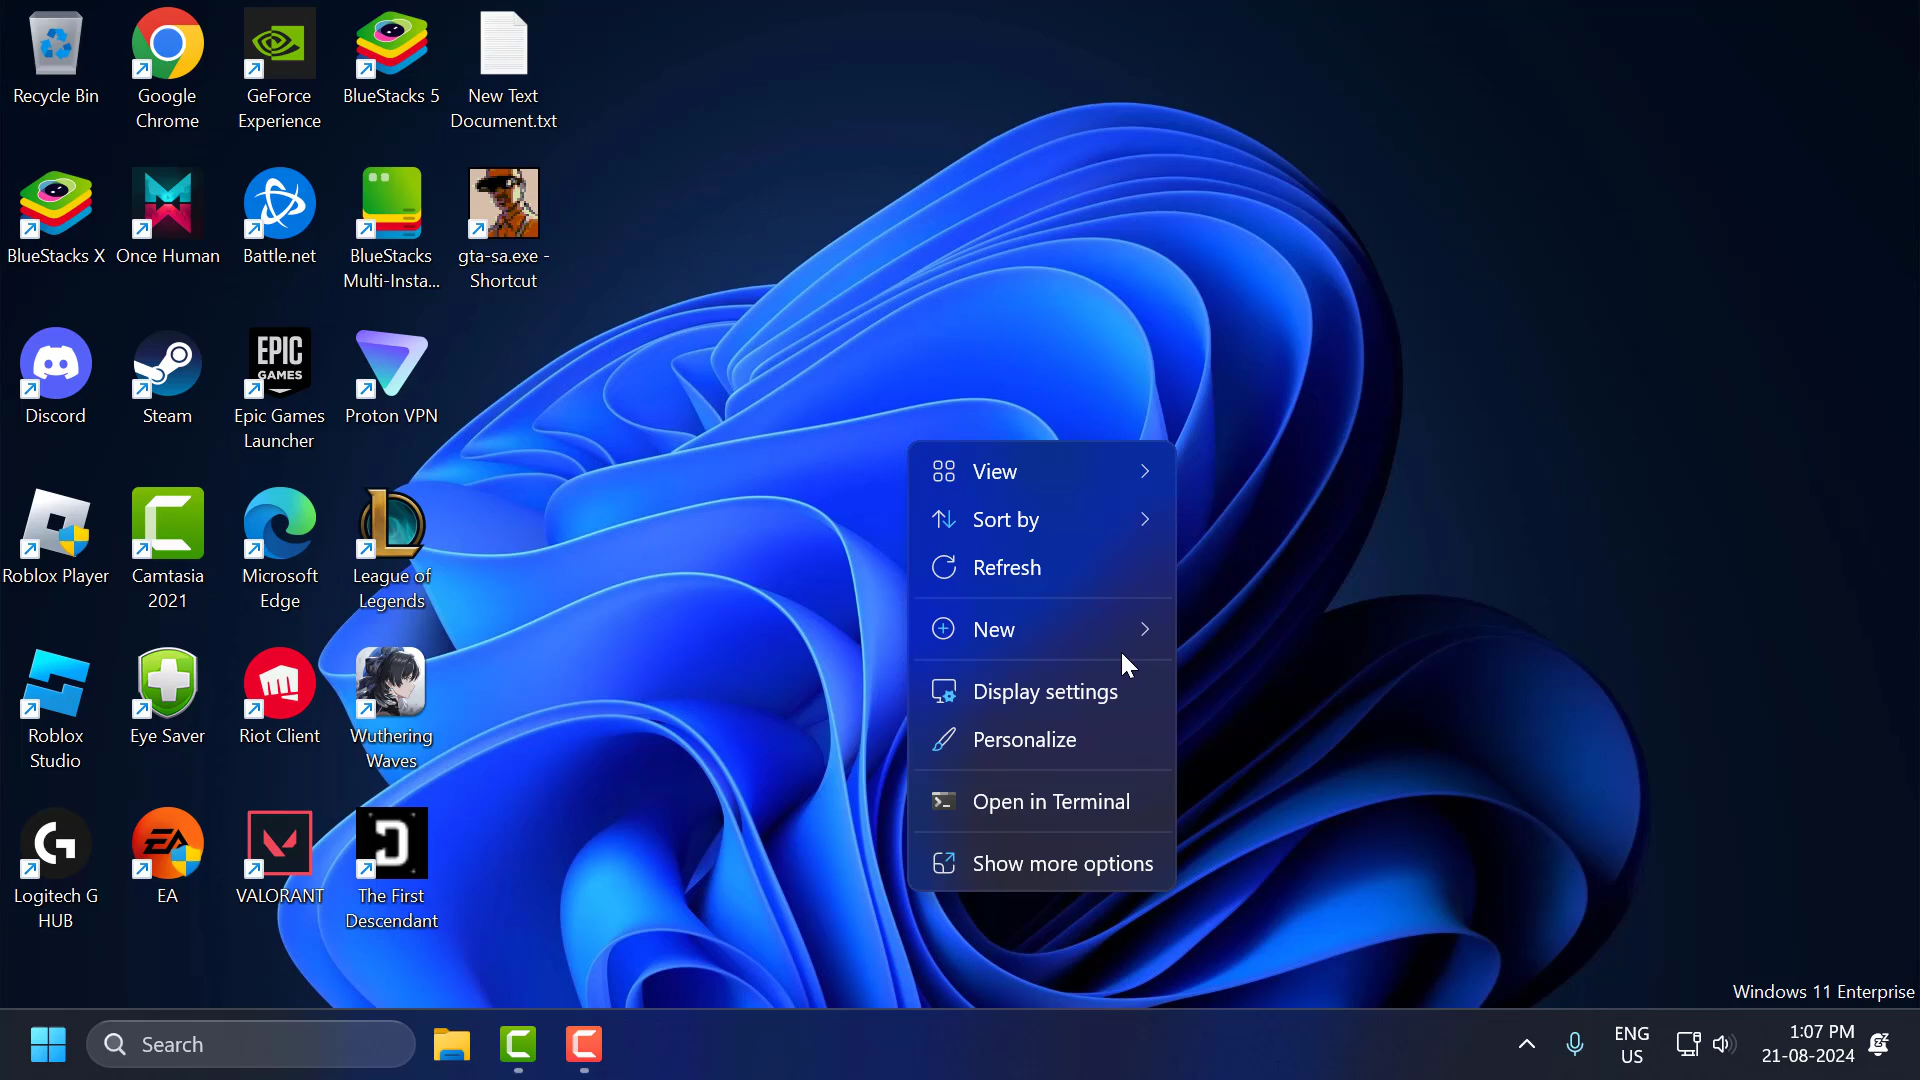 Recycle Bin
Google
Chrome
GeForce
Experience
BlueStacks 5
New Text
Document.txt
BlueStacks X
Once Human
Battle.net
BlueStacks
Multi-Insta...
gta-sa.exe -
Shortcut
Discord
Steam
EPIC
GAMES
Epic Games
Launcher
Proton VPN
Roblox Player
Camtasia
2021
Microsoft
Edge
League of
Legends
Roblox
Studio
Eye Saver
Riot Client
Wuthering
Waves
Logitech G
HUB
EA
EA
VALORANT
The First
Descendant
View
Sort by
Refresh
New
Display settings
Personalize
Open in Terminal
Show more options
Windows 11 Enterprise
Search
ENG
US
1:07 PM
21-08-2024